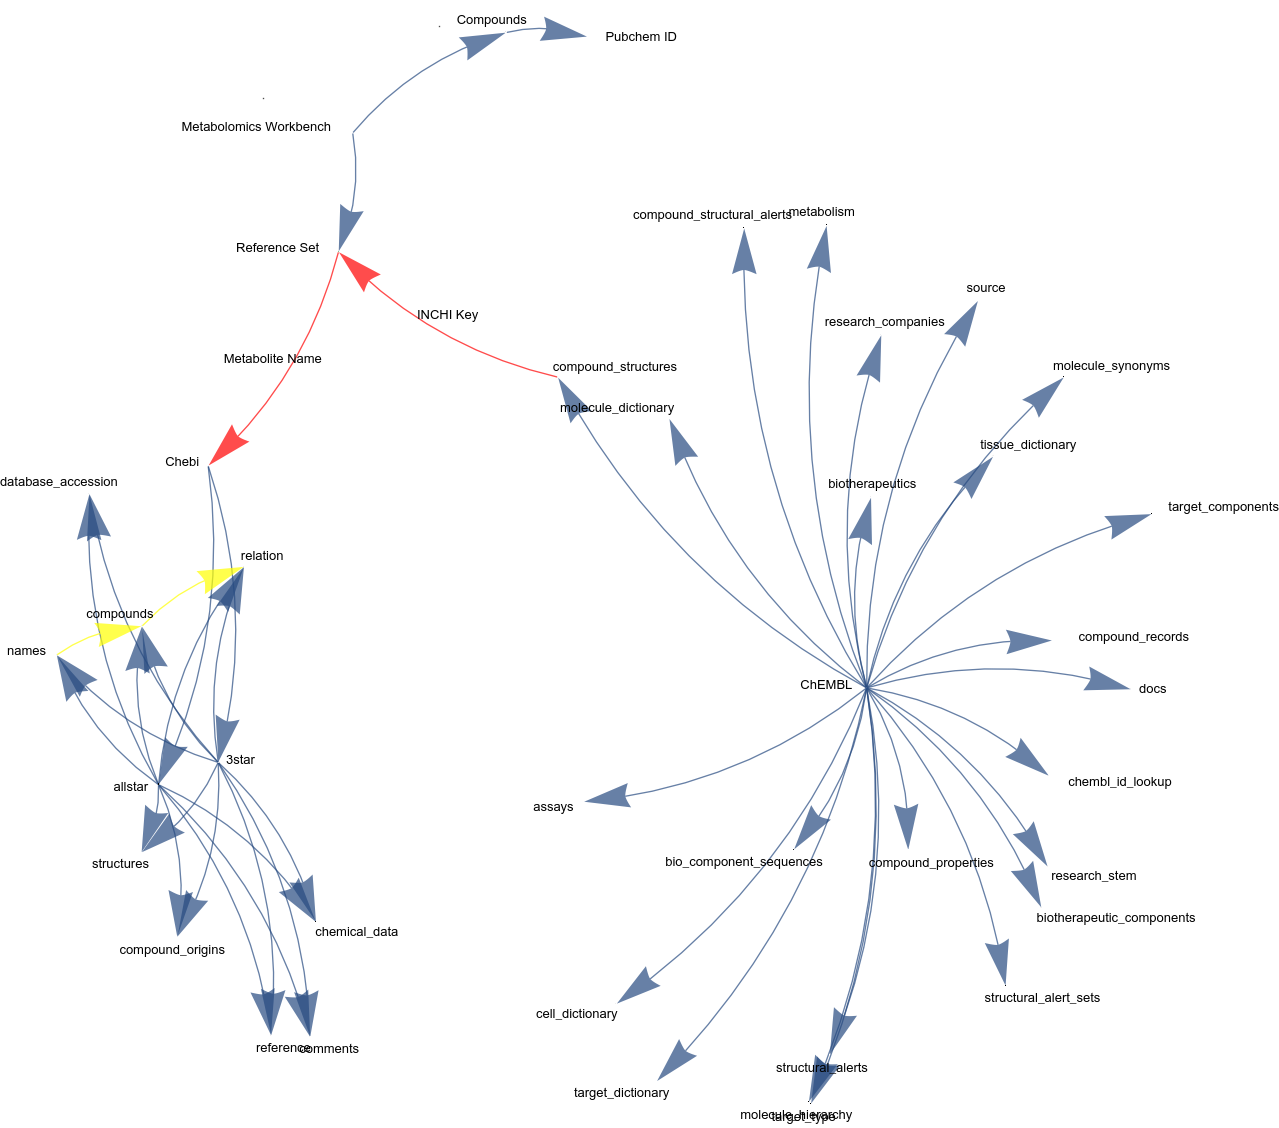 Compounds
Pubchem ID
Metabolomics Workbench
compound_structural_alerts
metabolism
Reference Set
source
INCHI Key
research_companies
Metabolite Name
compound_structures
molecule_synonyms
molecule_dictionary
tissue_dictionary
Chebi
database_accession
biotherapeutics
target_components
relation
compounds
names
compound_records
ChEMBL
docs
3star
allstar
chembl_id_lookup
assays
structures
bio_component_sequences
compound_properties
research_stem
biotherapeutic_components
chemical_data
compound_origins
structural_alert_sets
cell_dictionary
reference
comments
structural_alerts
target_dictionary
molecule_hierarchy
target_type